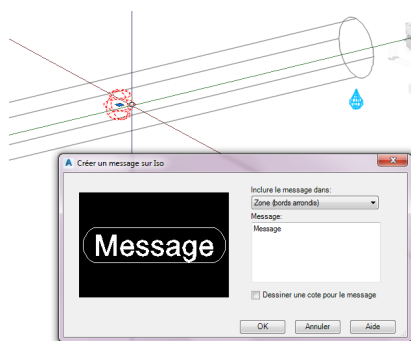 Créer un message sur Iso
Inclure le message dans:
Zone (bords arrondis)
Message:
Message
Message
Dessiner une cote pour le message
OK
Annuler
Aide